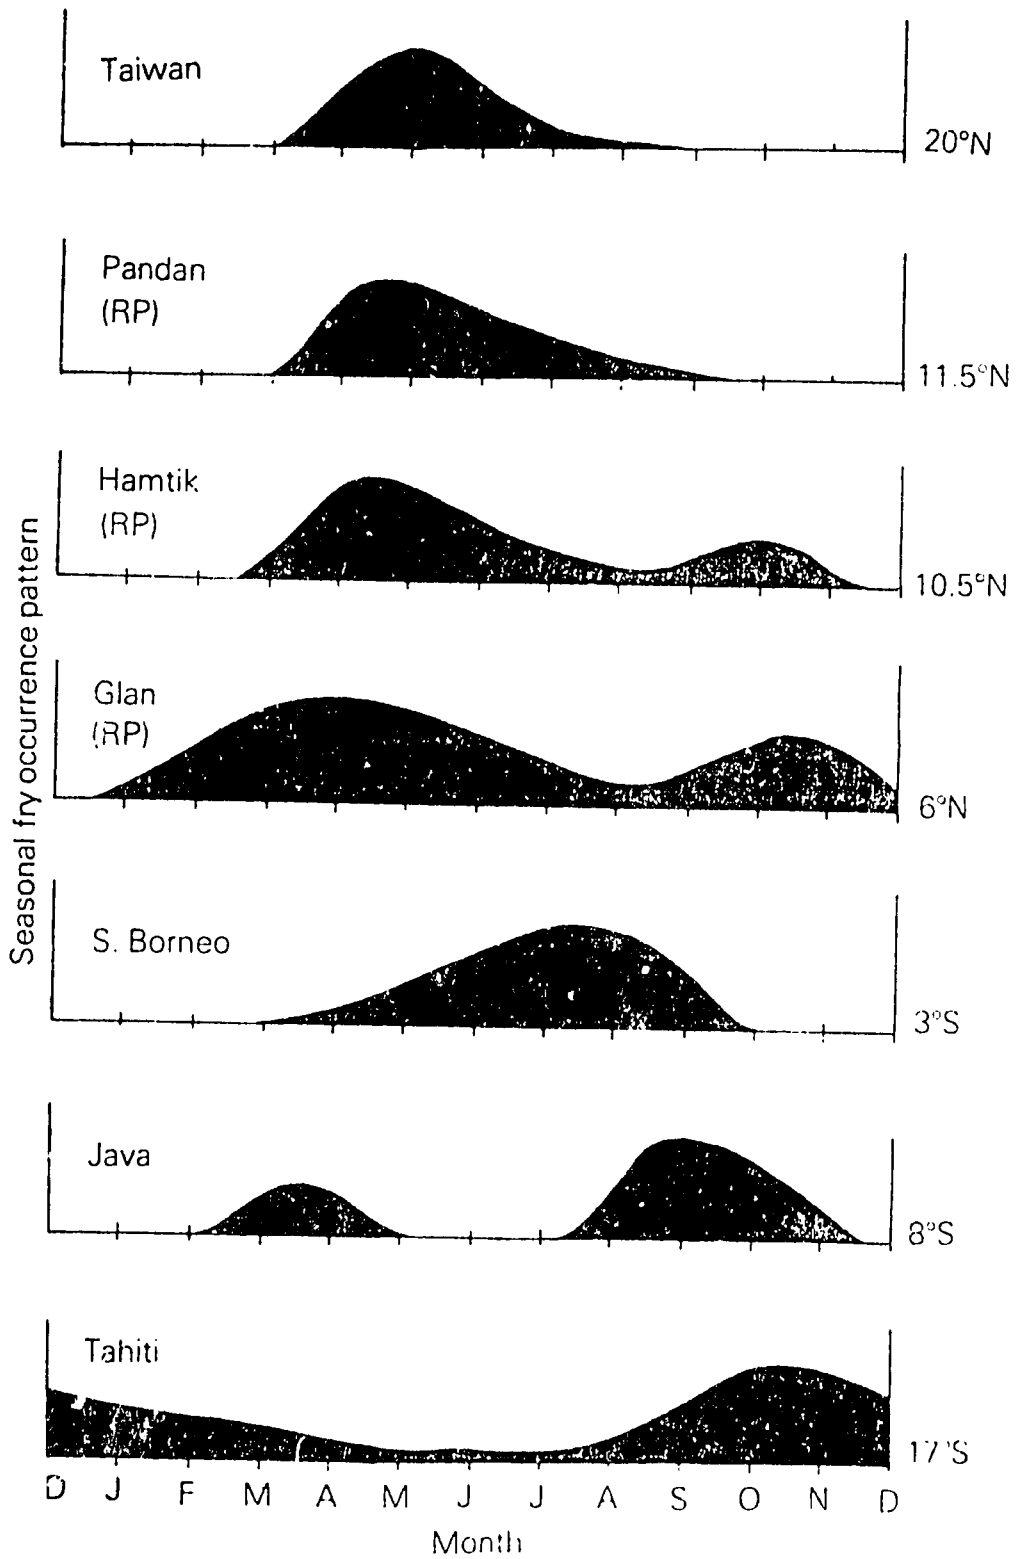 Seasonal fry occurrence pattern
Taiwan
20°N
Pandan
(RP)
11.5°N
Hamtik
(RP)
10.5°N
Glan
(RP)
6°N
S. Borneo
3°S
Java
8°S
Tahiti
17°S
D J F M A M J J A S O N D
Month